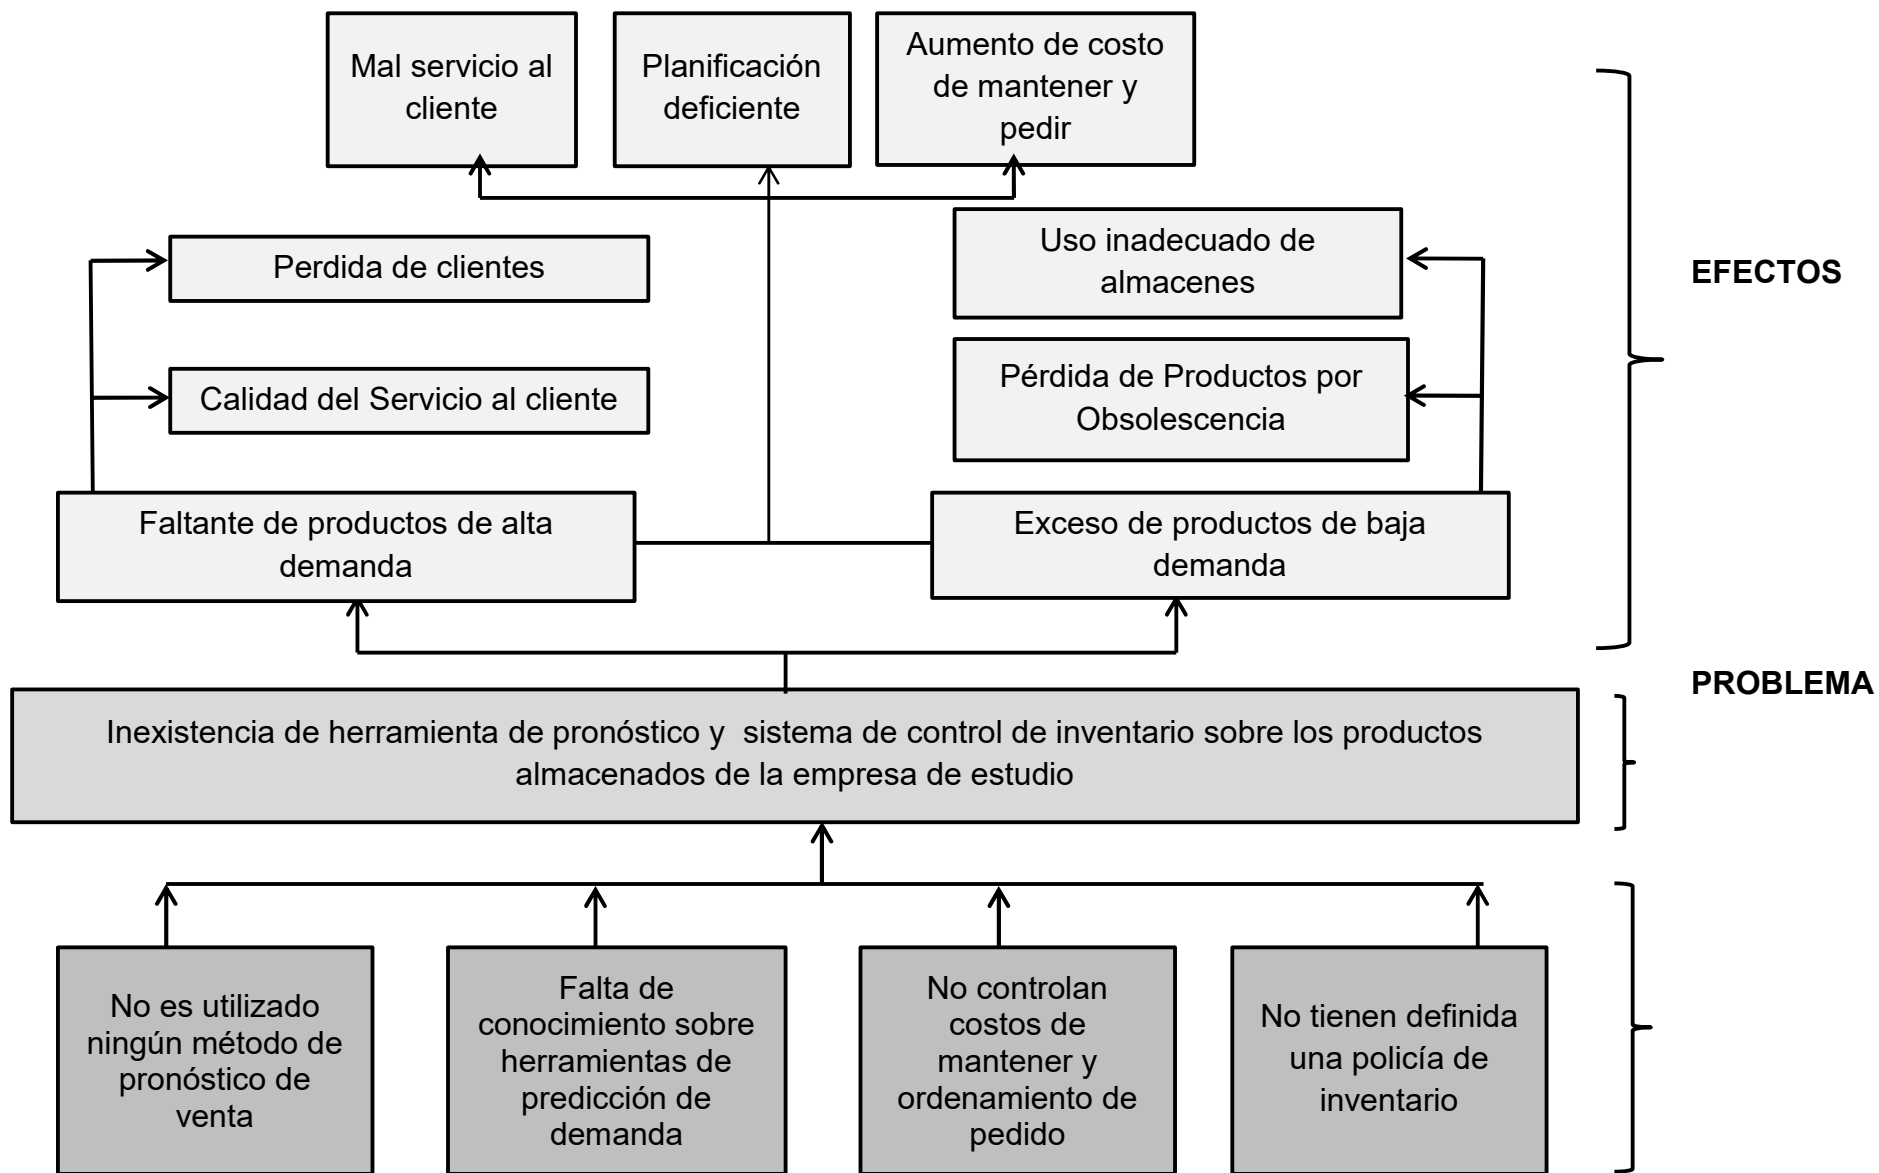 Mal servicio al
cliente
Planificación
deficiente
Aumento de costo
de mantener y
pedir
Perdida de clientes
Uso inadecuado de
almacenes
EFECTOS
Calidad del Servicio al cliente
Pérdida de Productos por
Obsolescencia
Faltante de productos de alta
demanda
Exceso de productos de baja
demanda
PROBLEMA
Inexistencia de herramienta de pronóstico y  sistema de control de inventario sobre los productos
almacenados de la empresa de estudio
No es utilizado
ningún método de
pronóstico de
venta
Falta de
conocimiento sobre
herramientas de
predicción de
demanda
No controlan
costos de
mantener y
ordenamiento de
pedido
No tienen definida
una policía de
inventario